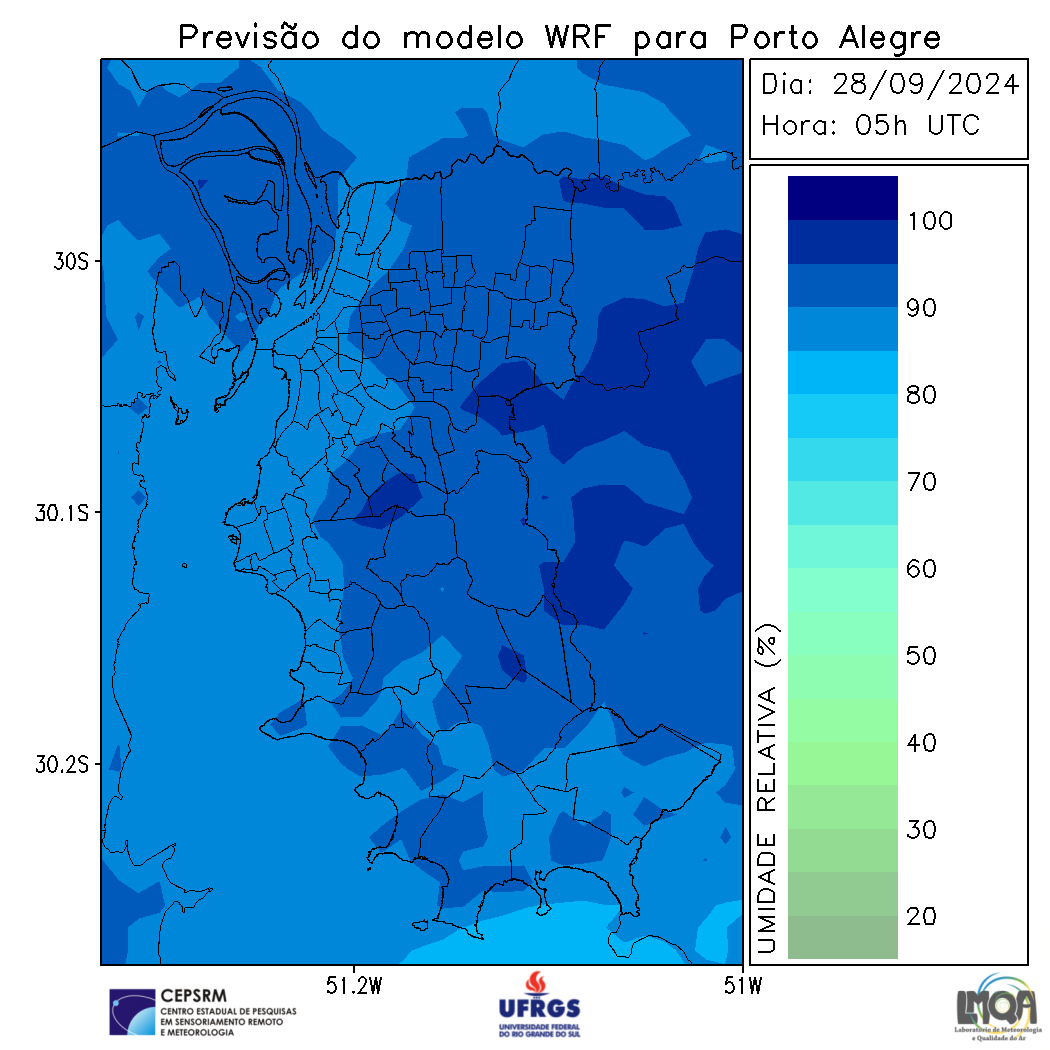 Previsão do modelo WRF para Porto Alegre
Dia: 28/09/2024
Hora: 05h UTC
30S
30.1S
30.2S
51.2W
51W
UMIDADE RELATIVA (%)
100
90
80
70
60
50
40
30
20
CEPSRM
CENTRO ESTADUAL DE PESQUISAS
EM SENSORIAMENTO REMOTO
E METEOROLOGIA
UFRGS
UNIVERSIDADE FEDERAL
DO RIO GRANDE DO SUL
LMQA
Laboratório de Meteorologia
e Qualidade do Ar